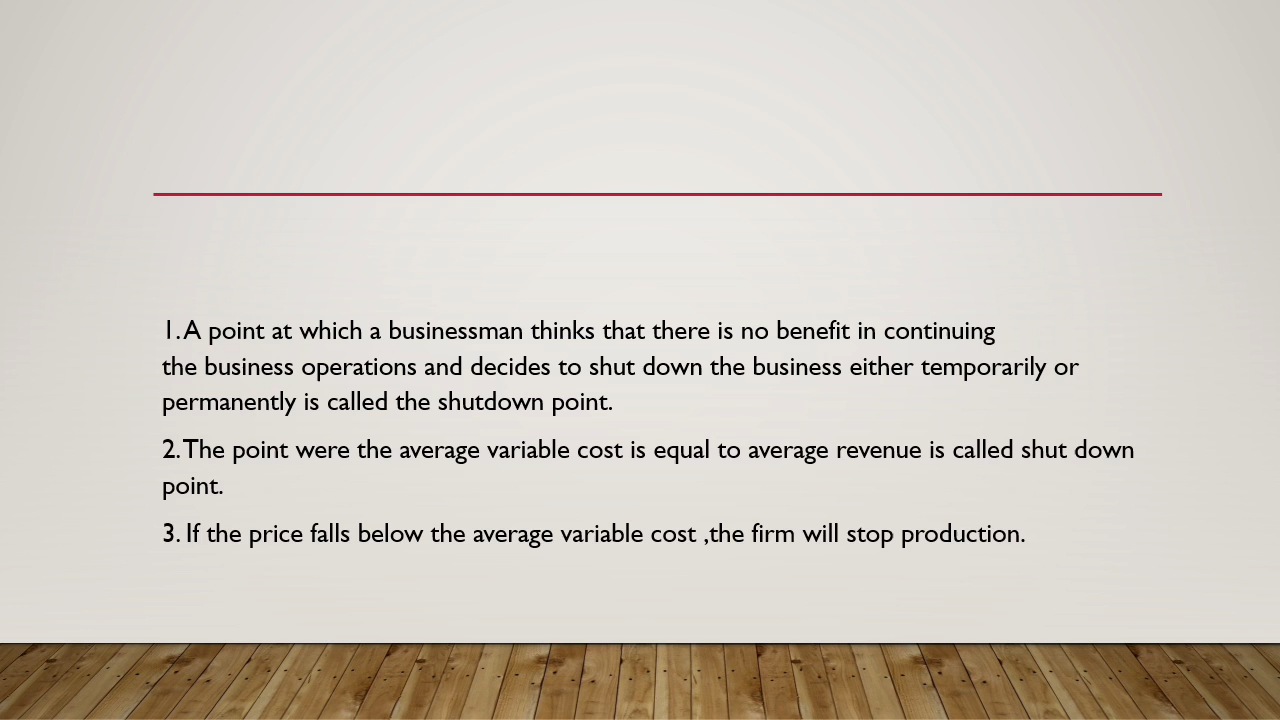 1. A point at which a businessman thinks that there is no benefit in continuing
the business operations and decides to shut down the business either temporarily or
permanently is called the shutdown point.
2. The point were the average variable cost is equal to average revenue is called shut down
point.
3. If the price falls below the average variable cost ,the firm will stop production.